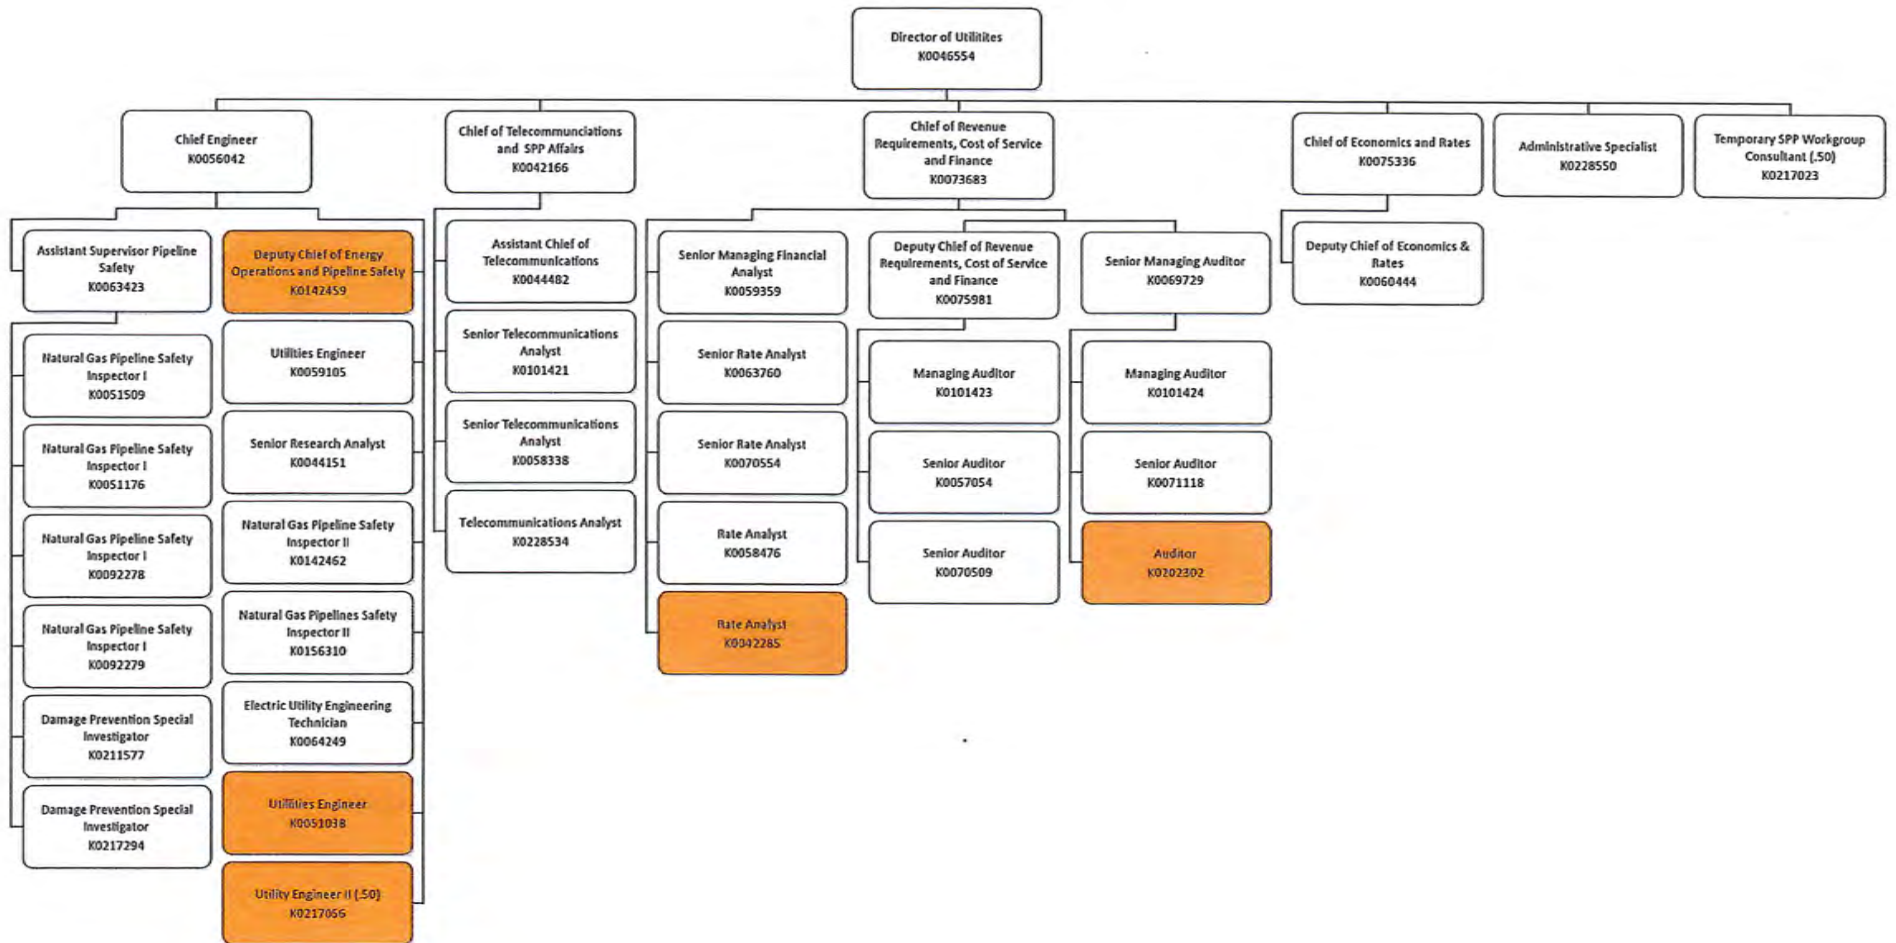 Director of Utilitites
K0046554
Chief Engineer
K0056042
Chief of Telecommunciations
and SPP Affairs
K0042166
Chief of Revenue
Requirements, Cost of Service
and Finance
K0073683
Chief of Economics and Rates
K0075336
Administrative Specialist
K0228550
Temporary SPP Workgroup
Consultant (.50)
K0217023
Assistant Supervisor Pipeline
Safety
K0063423
Natural Gas Pipeline Safety
Inspector I
K0051509
Natural Gas Pipeline Safety
Inspector I
K0051176
Natural Gas Pipeline Safety
Inspector I
K0092278
Natural Gas Pipeline Safety
Inspector I
K0092279
Damage Prevention Special
Investigator
K0211577
Damage Prevention Special
Investigator
K0217294
Deputy Chief of Energy
Operations and Pipeline Safety
K0142459
Utilities Engineer
K0059105
Senior Research Analyst
K0044151
Natural Gas Pipeline Safety
Inspector II
K0142462
Natural Gas Pipelines Safety
Inspector II
K0156310
Electric Utility Engineering
Technician
K0064249
Utilities Engineer
K0051038
Utility Engineer II (.50)
K0217056
Assistant Chief of
Telecommunications
K0044482
Senior Telecommunications
Analyst
K0101421
Senior Telecommunications
Analyst
K0058338
Telecommunications Analyst
K0228534
Senior Managing Financial
Analyst
K0059359
Senior Rate Analyst
K0063760
Senior Rate Analyst
K0070554
Rate Analyst
K0058476
Rate Analyst
K0042285
Deputy Chief of Revenue
Requirements, Cost of Service
and Finance
K0075981
Managing Auditor
K0101423
Senior Auditor
K0057054
Senior Auditor
K0070509
Senior Managing Auditor
K0069729
Managing Auditor
K0101424
Senior Auditor
K0071118
Auditor
K0202302
Deputy Chief of Economics &
Rates
K0060444